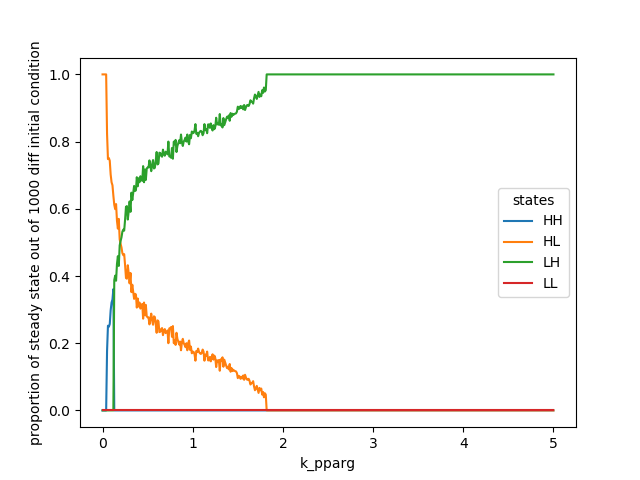 proportion of steady state out of 1000 diff initial condition
1.0
0.8
0.6
0.4
0.2
0.0
states
HH
HL
LH
LL
0 1 2 3 4 5
k_pparg